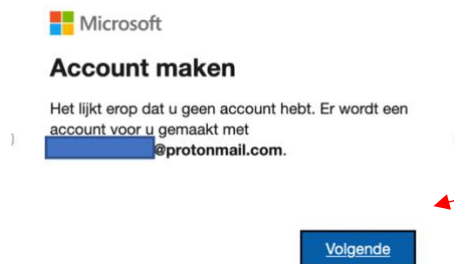 Microsoft
Account maken
Het lijkt erop dat u geen account hebt. Er wordt een
account voor u gemaakt met
@protonmail.com.
Volgende